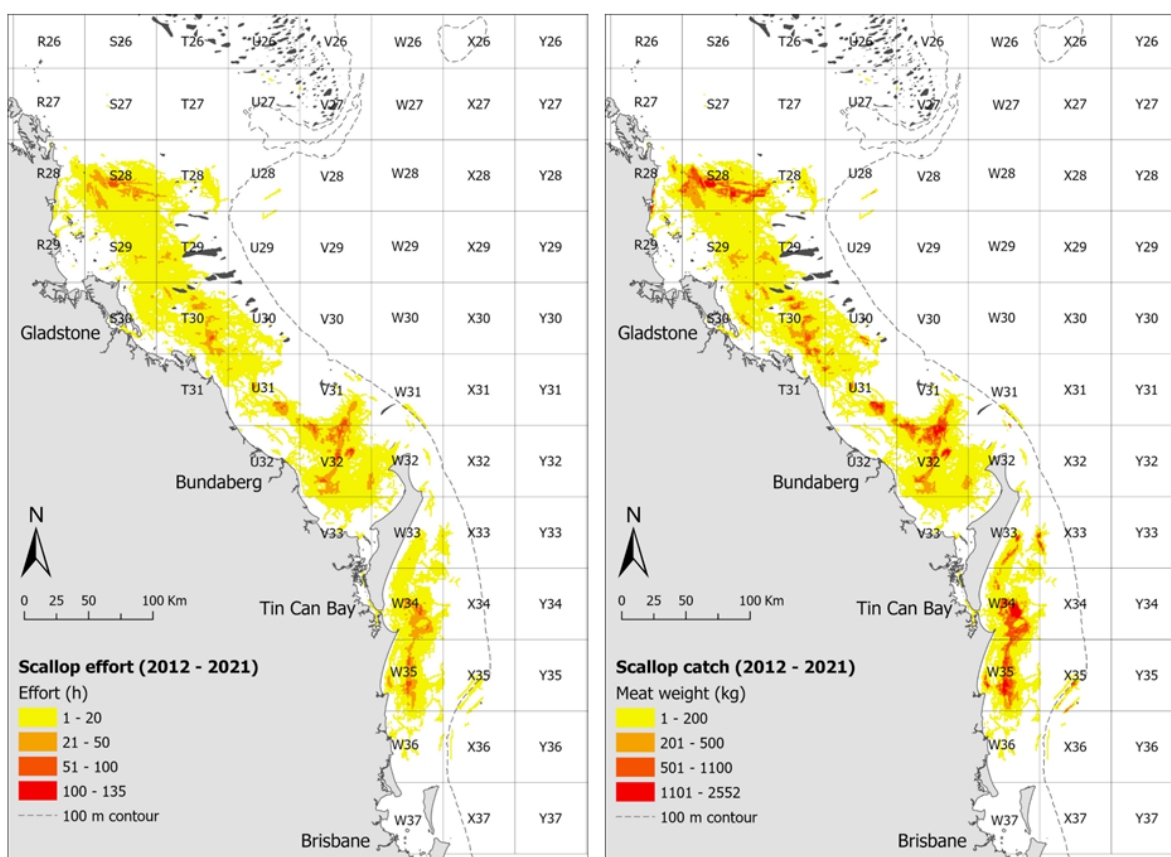 R26 S26 T26 U26 V26 W26 X26 Y26
R27 S27 T27 U27 V27 W27 X27 Y27
R28 S28 T28 U28 V28 W28 X28 Y28
R29 S29 T29 U29 V29 W29 X29 Y29
S30 T30 U30 V30 W30 X30 Y30
Gladstone
T31 U31 V31 W31 X31 Y31
U32 V32 W32 X32 Y32
Bundaberg
V33 W33 X33 Y33
N
0 25 50 100 Km
Tin Can Bay
W34 X34 Y34
Scallop effort (2012 - 2021)
W35 X35 Y35
Effort (h)
1 - 20
21 - 50
W36 X36 Y36
51 - 100
100 - 135
100 m contour
W37 X37 Y37
Brisbane
R26 S26 T26 U26 V26 W26 X26 Y26
R27 S27 T27 U27 V27 W27 X27 Y27
R28 S28 T28 U28 V28 W28 X28 Y28
R29 S29 T29 U29 V29 W29 X29 Y29
S30 T30 U30 V30 W30 X30 Y30
Gladstone
T31 U31 V31 W31 X31 Y31
U32 V32 W32 X32 Y32
Bundaberg
V33 W33 X33 Y33
N
0 25 50 100 Km
Tin Can Bay
W34 X34 Y34
Scallop catch (2012 - 2021)
W35 X35 Y35
Meat weight (kg)
1 - 200
201 - 500
W36 X36 Y36
501 - 1100
1101 - 2552
100 m contour
W37 X37 Y37
Brisbane